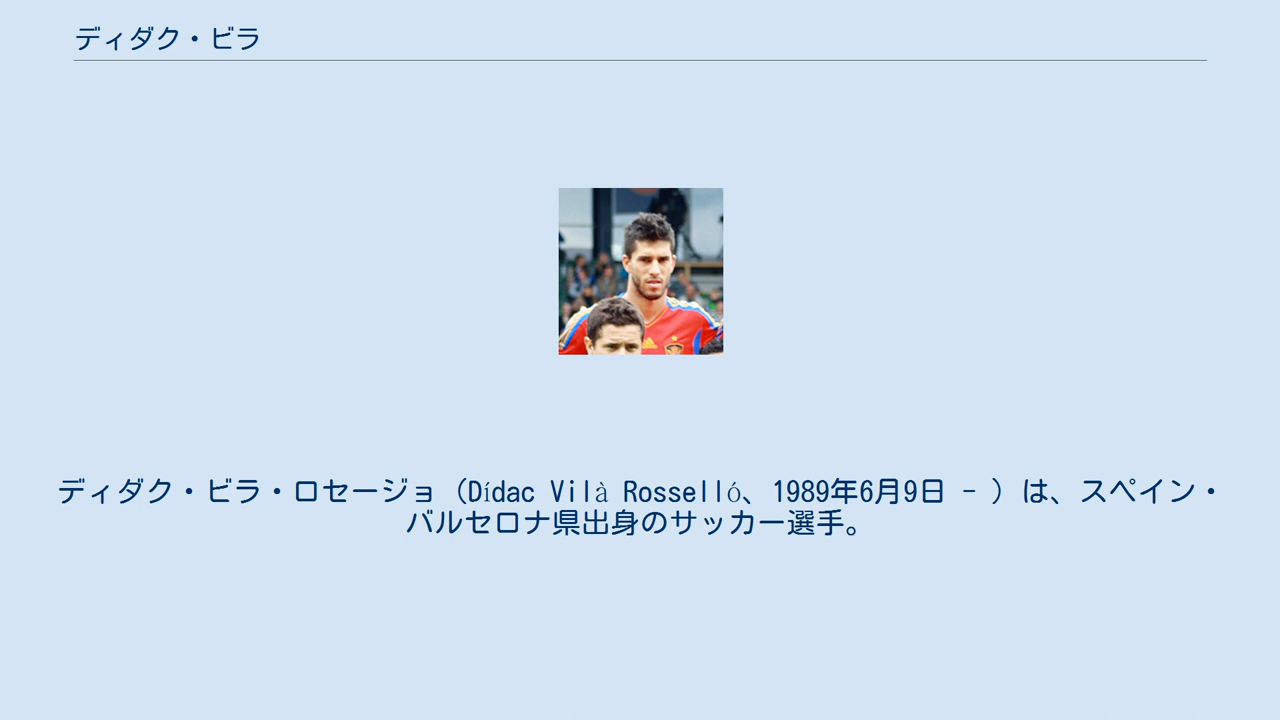 ディダク・ビラ
ディダク・ビラ・ロセージョ（Dídac Vilà Rosselló、1989年6月9日 - ）は、スペイン・
バルセロナ県出身のサッカー選手。